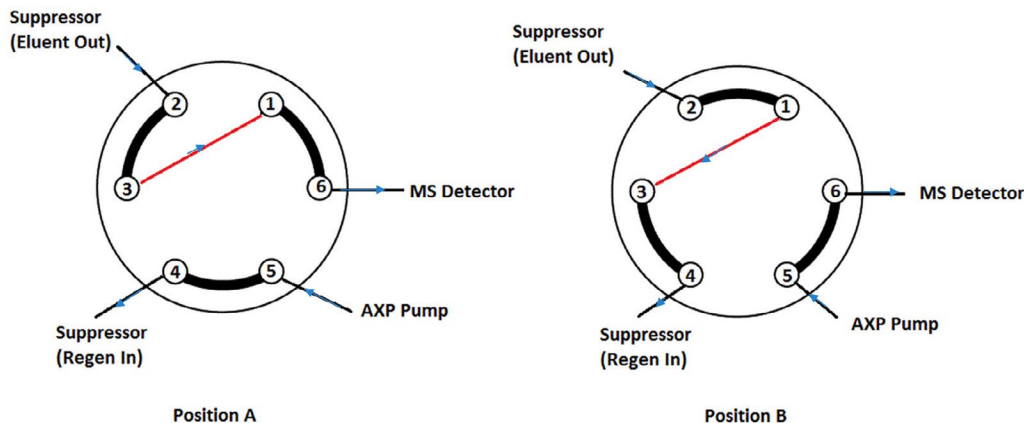 Suppressor
(Eluent Out)
2
1
3
6
MS Detector
4
5
AXP Pump
Suppressor
(Regen In)
Position A
Suppressor
(Eluent Out)
2
1
3
6
MS Detector
4
5
AXP Pump
Suppressor
(Regen In)
Position B